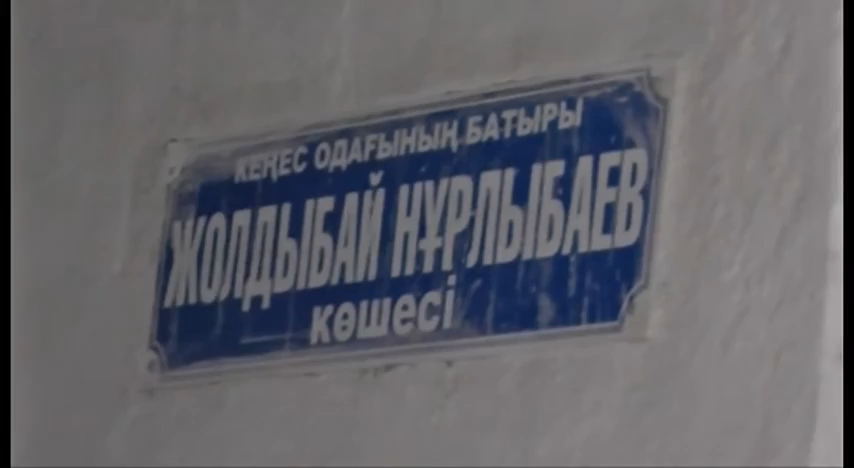 КЕҢЕС ОДАҒЫНЫҢ БАТЫРЫ
ЖОЛДЫБАЙ НҰРЛЫБАЕВ
көшесі